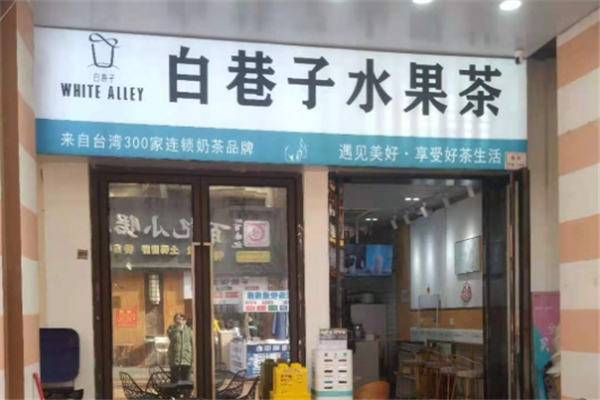 白巷子
WHITE ALLEY
白巷子水果茶
来自台湾300家连锁奶茶品牌
遇见美好·享受好茶生活